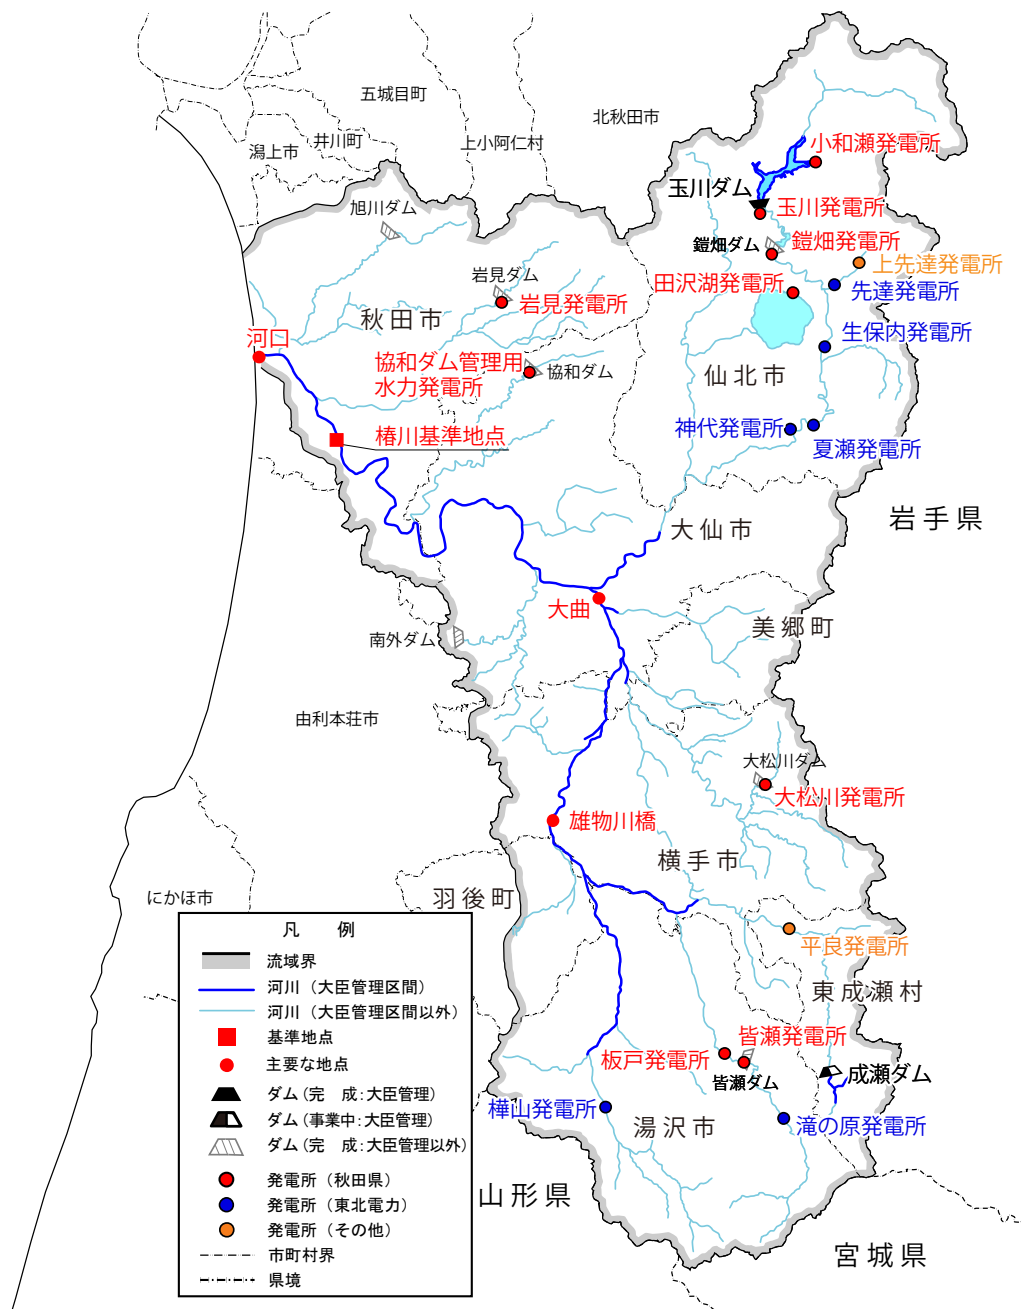 五城目町
北秋田市
井川町
上小阿仁村
潟上市
小和瀬発電所
玉川ダム
玉川発電所
旭川ダム
鎧畑ダム
鎧畑発電所
上先達発電所
岩見ダム
田沢湖発電所
先達発電所
岩見発電所
秋田市
生保内発電所
河口
協和ダム管理用
水力発電所
協和ダム
仙北市
椿川基準地点
神代発電所
夏瀬発電所
岩手県
大仙市
大曲
美郷町
南外ダム
由利本荘市
大松川ダム
大松川発電所
雄物川橋
横手市
にかほ市
羽後町
平良発電所
東成瀬村
皆瀬発電所
板戸発電所
成瀬ダム
皆瀬ダム
樺山発電所
湯沢市
滝の原発電所
山形県
宮城県
凡 例
流域界
河川（大臣管理区間）
河川（大臣管理区間以外）
基準地点
主要な地点
ダム（完 成：大臣管理）
ダム（事業中：大臣管理）
ダム（完 成：大臣管理以外）
発電所（秋田県）
発電所（東北電力）
発電所（その他）
市町村界
県境